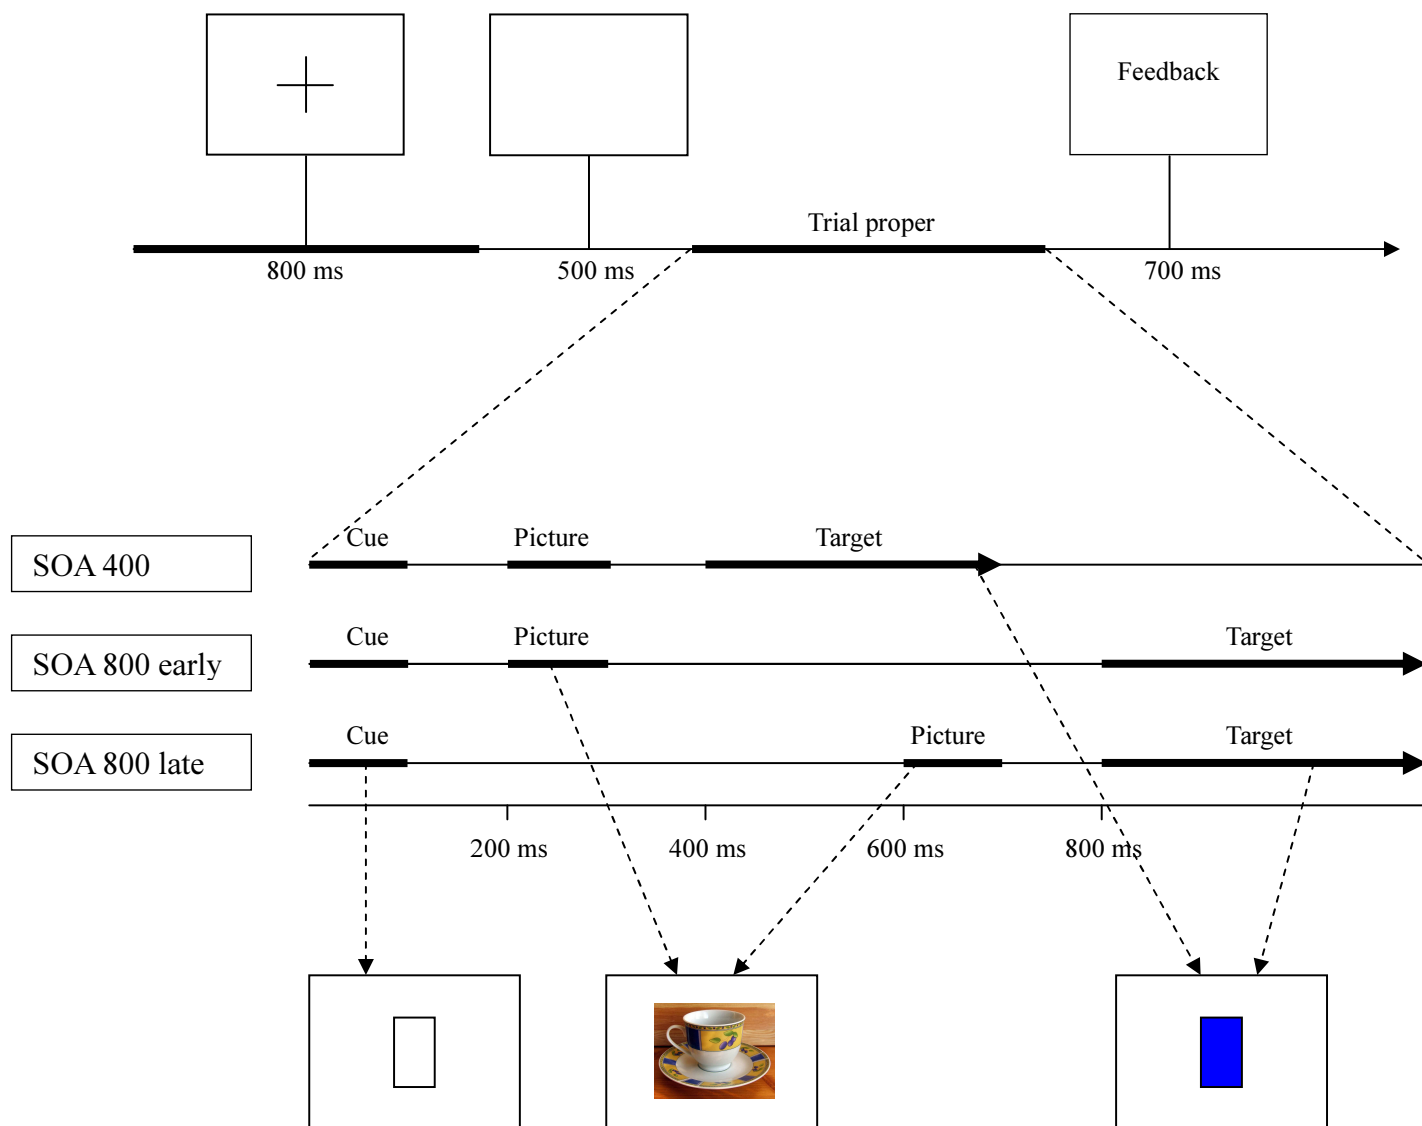 Feedback
Trial proper
800 ms
500 ms
700 ms
SOA 400
Cue
Picture
Target
SOA 800 early
Cue
Picture
Target
SOA 800 late
Cue
Picture
Target
200 ms
400 ms
600 ms
800 ms